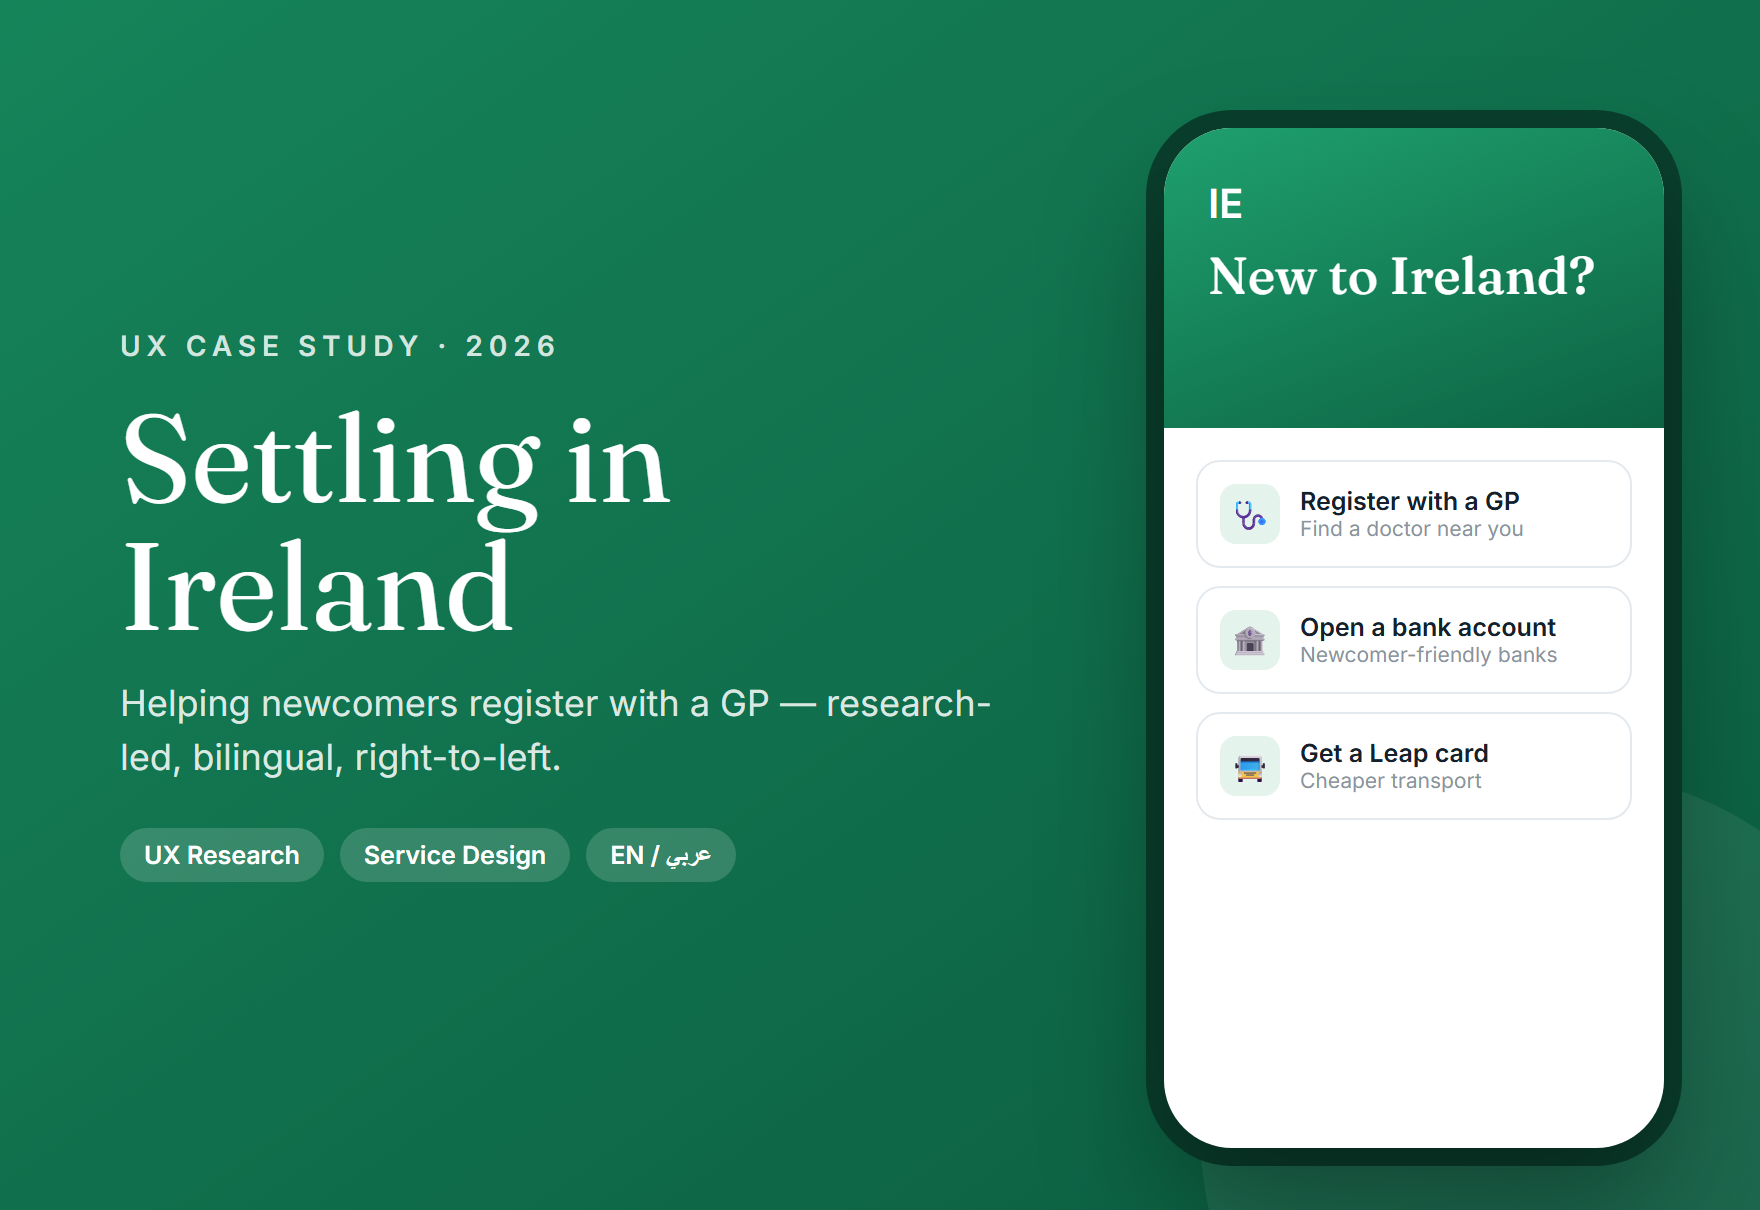 UX CASE STUDY · 2026
Settling in
Ireland
Helping newcomers register with a GP — research-
led, bilingual, right-to-left.
UX Research
Service Design
EN / عربي
IE
New to Ireland?
Register with a GP
Find a doctor near you
Open a bank account
Newcomer-friendly banks
Get a Leap card
Cheaper transport